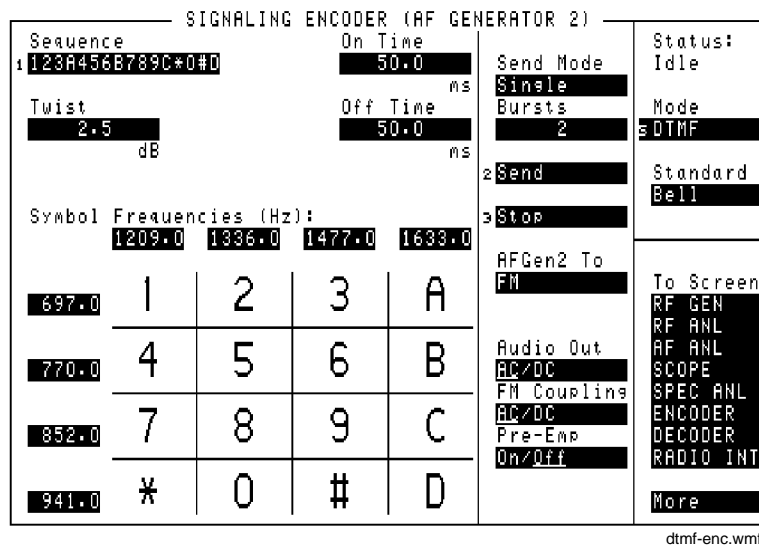 SIGNALING ENCODER (AF GENERATOR 2)
Sequence
1 123A456B789C*0#D
On Time
50.0
ms
Twist
2.5
dB
Off Time
50.0
ms
Symbol Frequencies (Hz):
1209.0 1336.0 1477.0 1633.0
697.0 1 2 3 A
770.0 4 5 6 B
852.0 7 8 9 C
941.0 * 0 # D
Send Mode
Single
Bursts
2
2 Send
3 Stop
AFGen2 To
FM
Audio Out
AC/DC
FM Coupling
AC/DC
Pre-Emp
On/Off
Status:
Idle
Mode
5 DTMF
Standard
Bell
To Screen
RF GEN
RF ANL
AF ANL
SCOPE
SPEC ANL
ENCODER
DECODER
RADIO INT
More
dtmf-enc.wmf